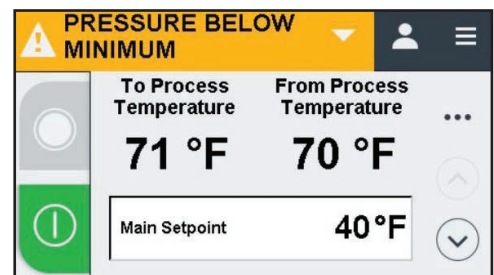 PRESSURE BELOW
MINIMUM
To Process
Temperature
From Process
Temperature
71 °F
70 °F
Main Setpoint
40°F